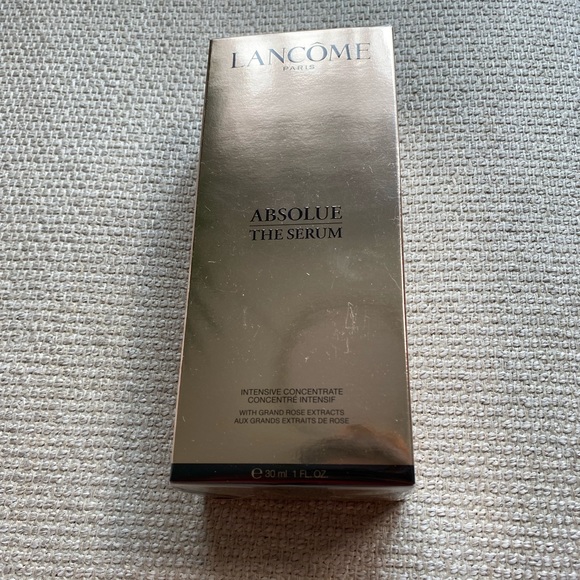 LANCÔME
PARIS
ABSOLUE
THE SERUM
INTENSIVE CONCENTRATE
CONCENTRÉ INTENSIF
WITH GRAND ROSE EXTRACTS
AUX GRANDS EXTRAITS DE ROSE
℮ 30 ml 1 FL. OZ.